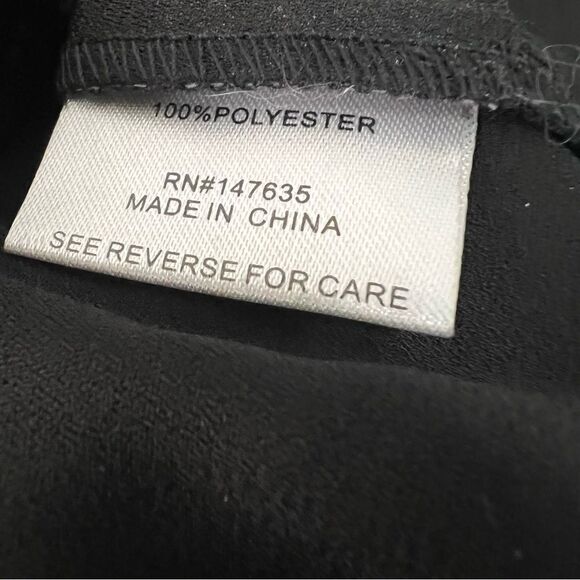 100%POLYESTER
RN#147635
MADE IN CHINA
SEE REVERSE FOR CARE